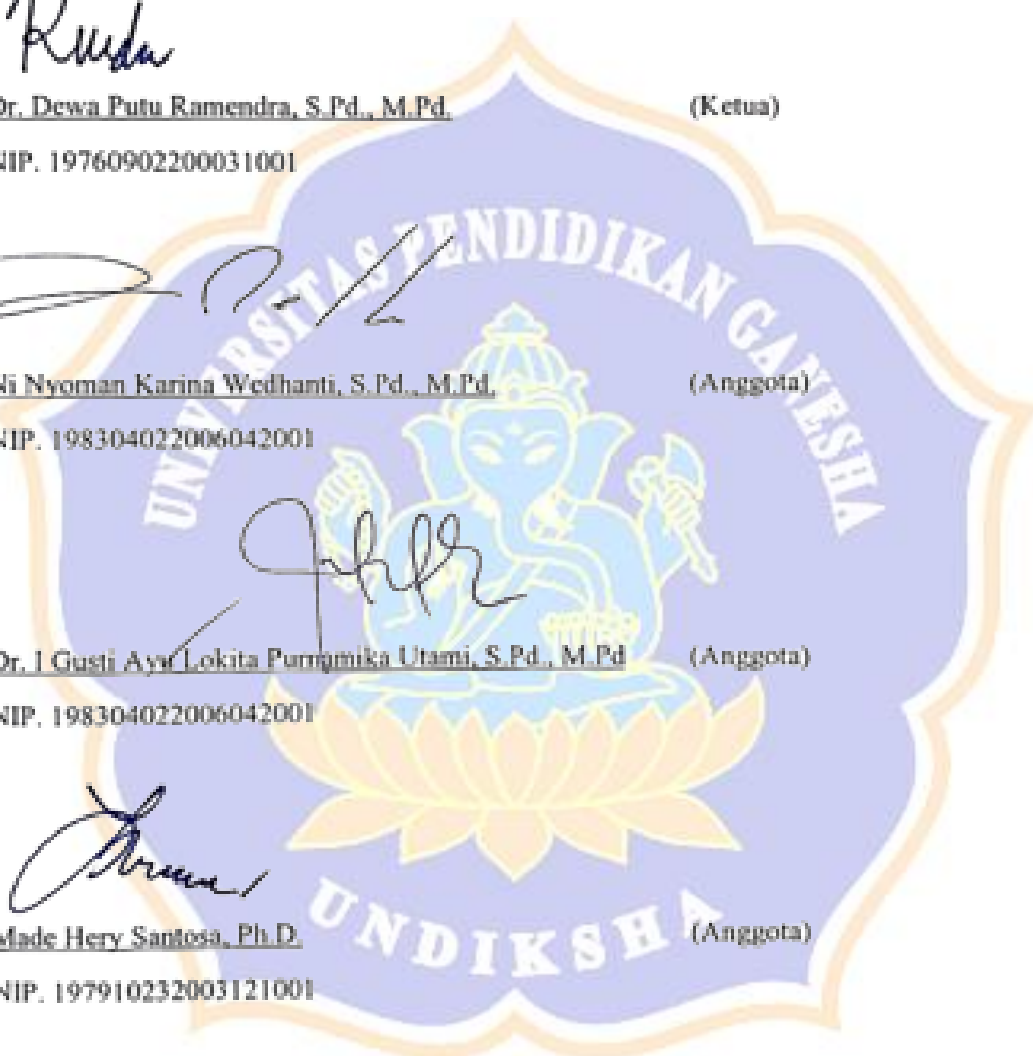 Dr. Dewa Putu Ramendra, S.Pd., M.Pd. (Ketua)
NIP. 19760902200031001
UNIVERSITAS PENDIDIKAN GANESHA
Ni Nyoman Karina Wedhanti, S.Pd., M.Pd. (Anggota)
NIP. 198304022006042001
Dr. I Gusti Ayu Lokita Purnamika Utami, S.Pd., M.Pd (Anggota)
NIP. 198304022006042001
UNDIKSHA
Made Hery Santosa, Ph.D. (Anggota)
NIP. 197910232003121001